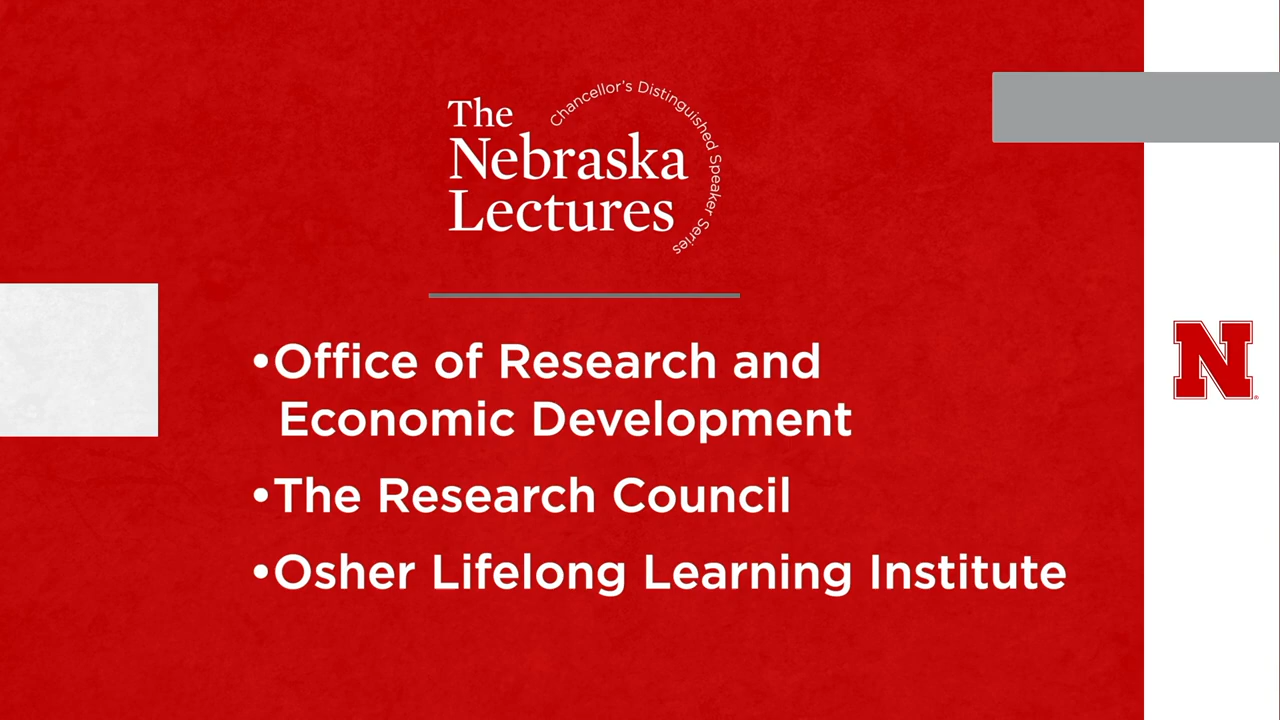 The
Nebraska
Lectures
Chancellor's Distinguished Speaker Series
•Office of Research and
Economic Development
•The Research Council
•Osher Lifelong Learning Institute
N